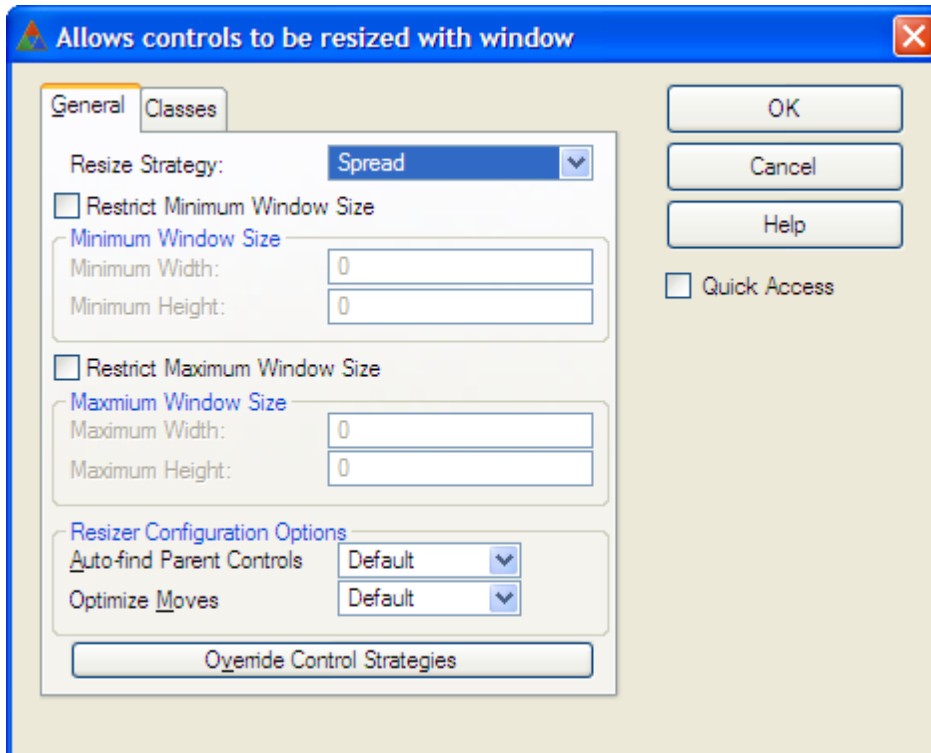 Allows controls to be resized with window
General Classes
OK
Resize Strategy: Spread
Cancel
Restrict Minimum Window Size
Help
Minimum Window Size
Minimum Width: 0
Quick Access
Minimum Height: 0
Restrict Maximum Window Size
Maxmium Window Size
Maximum Width: 0
Maximum Height: 0
Resizer Configuration Options
Auto-find Parent Controls Default
Optimize Moves Default
Override Control Strategies